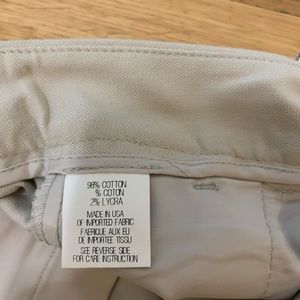 98% COTTON
% COTON
2% LYCRA
MADE IN USA
OF IMPORTED FABRIC
FABRIQUE AUX EU
DE IMPORTEE TISSU
SEE REVERSE SIDE
FOR CARE INSTRUCTION